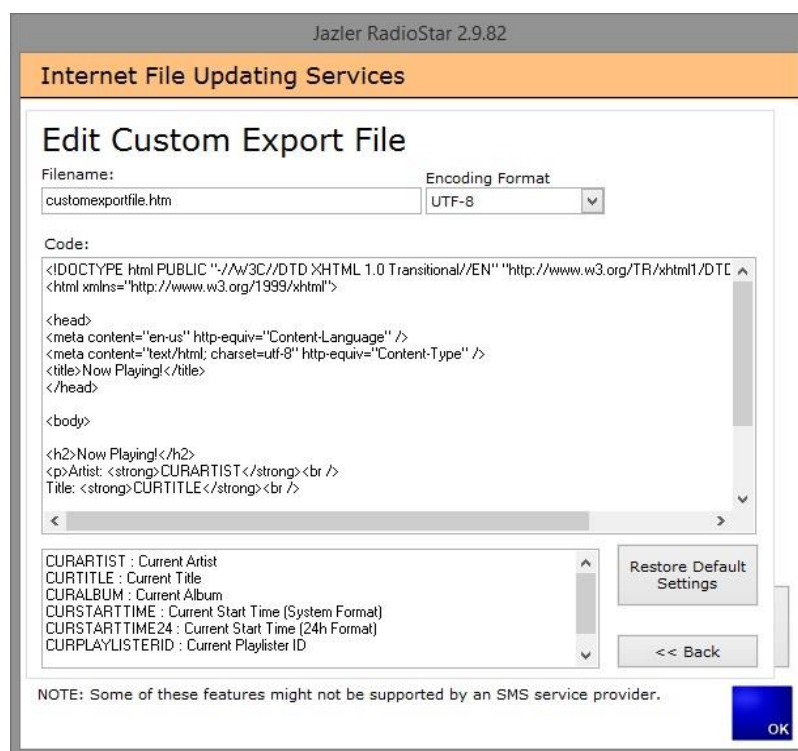 Jazler RadioStar 2.9.82
Internet File Updating Services
Edit Custom Export File
Filename:
Encoding Format
customexportfile.htm
UTF-8
Code:
<!DOCTYPE html PUBLIC "-//W3C//DTD XHTML 1.0 Transitional//EN" "http://www.w3.org/TR/xhtml1/DTD
<html xmlns="http://www.w3.org/1999/xhtml">
<head>
<meta content="en-us" http-equiv="Content-Language" />
<meta content="text/html; charset=utf-8" http-equiv="Content-Type" />
<title>Now Playing!</title>
</head>
<body>
<h2>Now Playing!</h2>
<p>Artist: <strong>CURARTIST</strong><br />
Title: <strong>CURTITLE</strong><br />
CURARTIST : Current Artist
CURTITLE : Current Title
CURALBUM : Current Album
CURSTARTTIME : Current Start Time (System Format)
CURSTARTTIME24 : Current Start Time (24h Format)
CURPLAYLISTERID : Current Playlister ID
Restore Default
Settings
<< Back
NOTE: Some of these features might not be supported by an SMS service provider.
OK